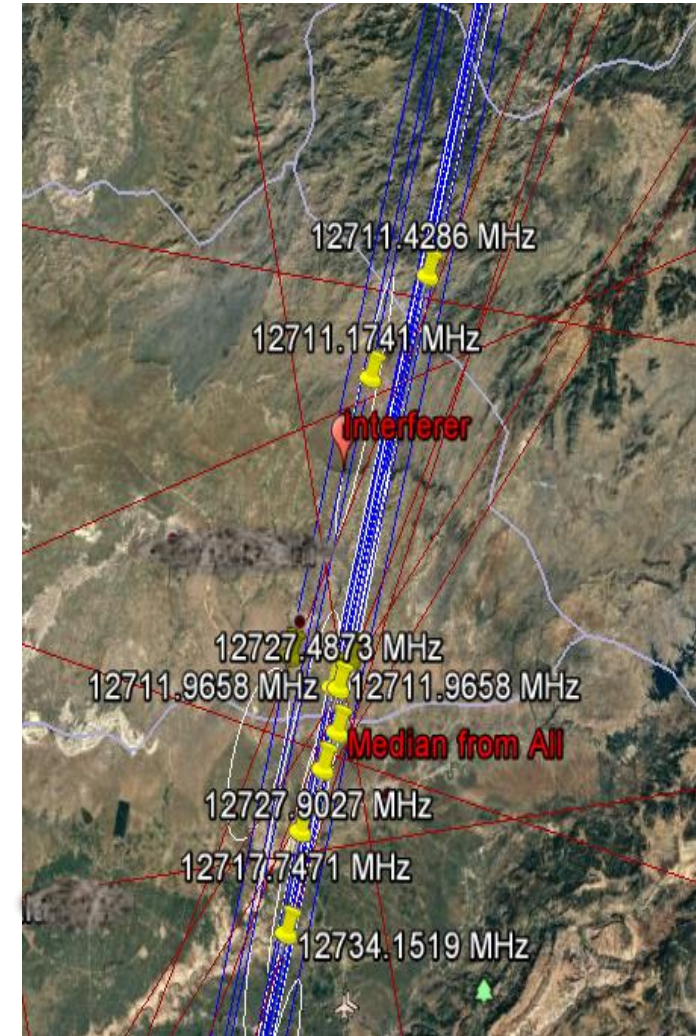 12711.4286 MHz
12711.1741 MHz
Interferer
12727.4873 MHz
12711.9658 MHz 12711.9658 MHz
Median from All
12727.9027 MHz
12717.7471 MHz
12734.1519 MHz